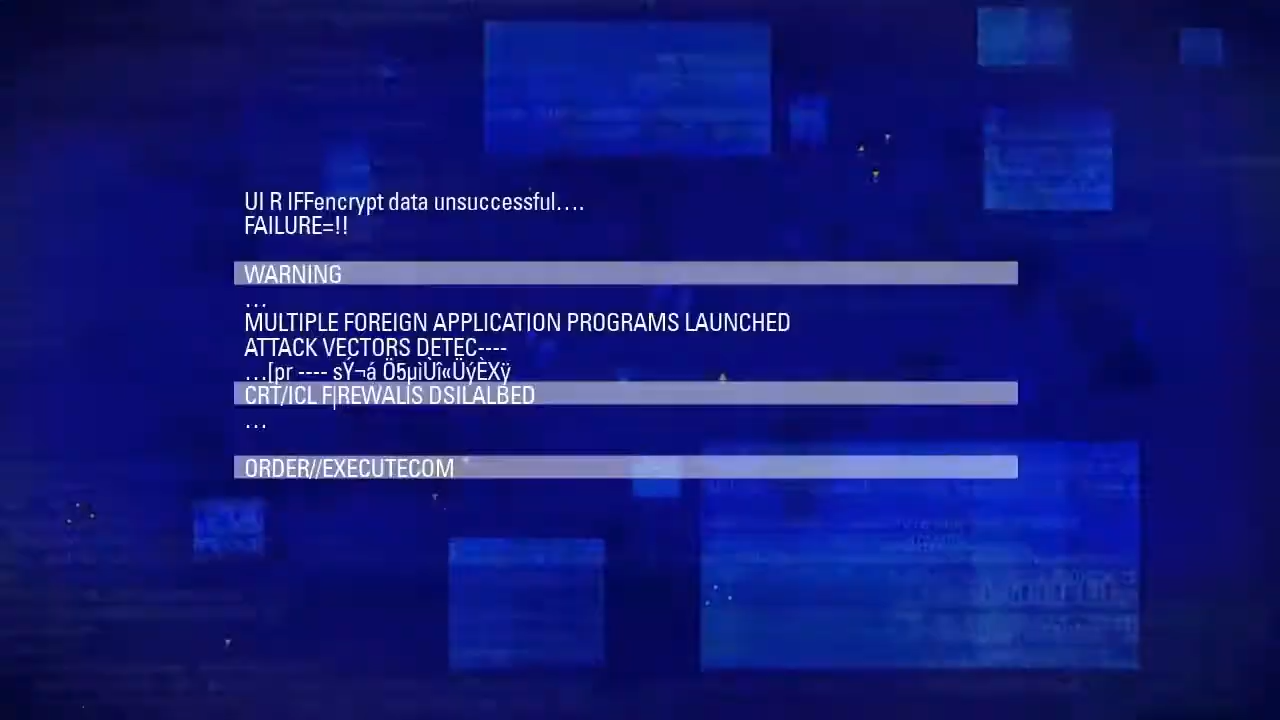 UI R IFFencrypt data unsuccessful….
FAILURE=!!
WARNING
…
MULTIPLE FOREIGN APPLICATION PROGRAMS LAUNCHED
ATTACK VECTORS DETEC----
…[pr ---- sÝ¬á Ö5µìÙî«ÜýÈXÿ
CRT/ICL F|REWALlS DSILALBED
…
ORDER//EXECUTECOM